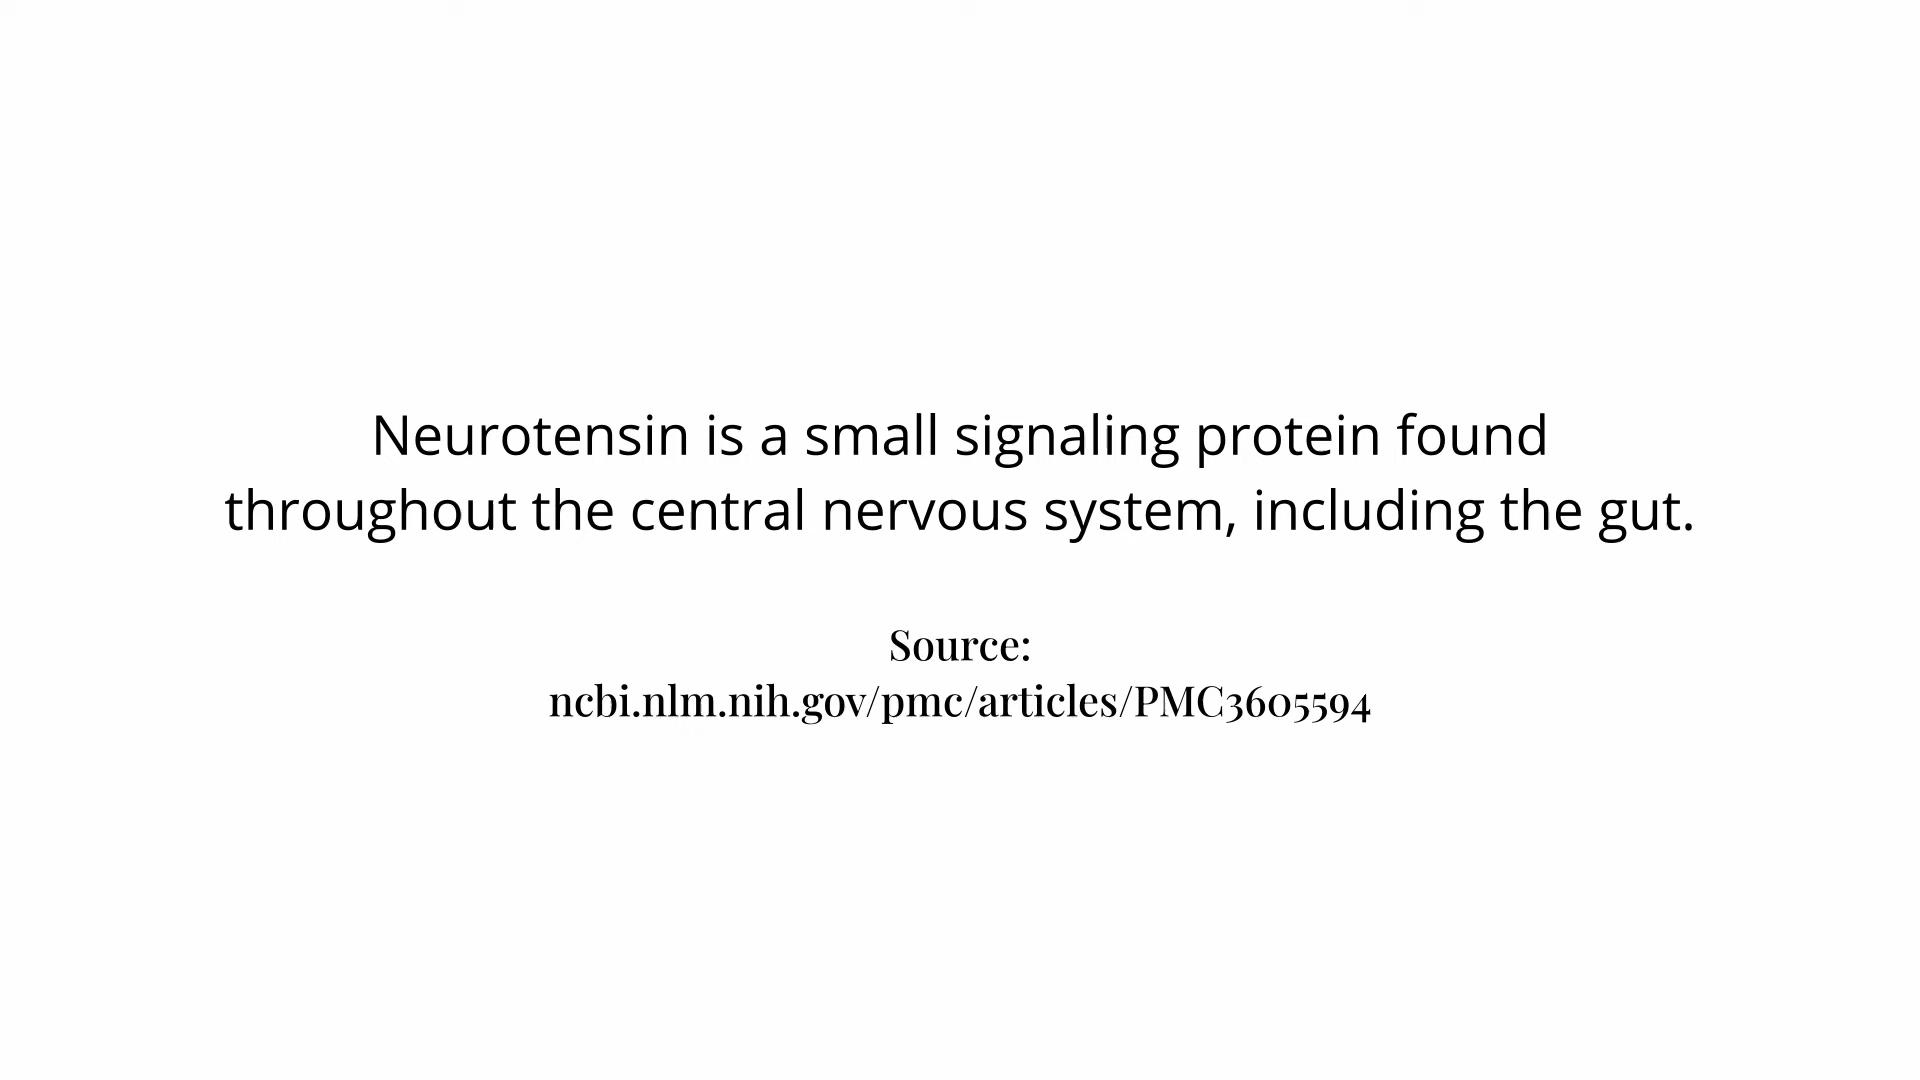 Neurotensin is a small signaling protein found
throughout the central nervous system, including the gut.
Source:
ncbi.nlm.nih.gov/pmc/articles/PMC3605594